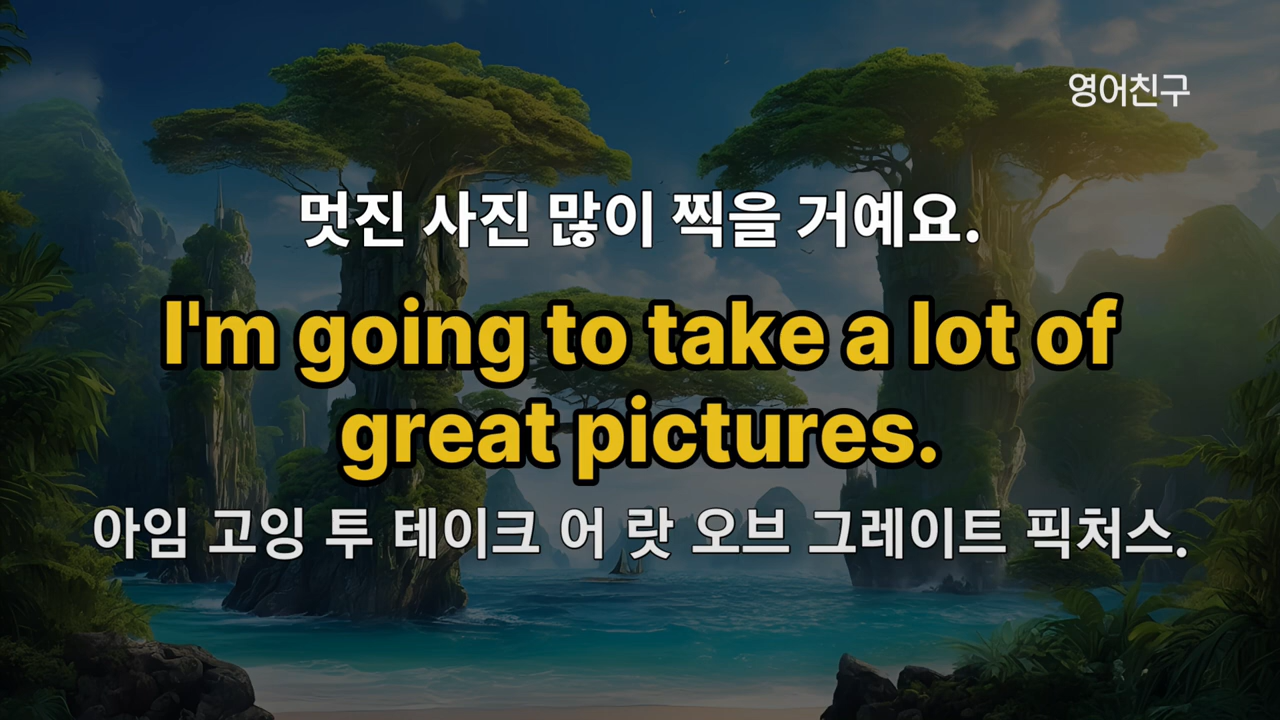 영어친구
멋진 사진 많이 찍을 거예요.
I'm going to take a lot of
great pictures.
아임 고잉 투 테이크 어 랏 오브 그레이트 픽처스.